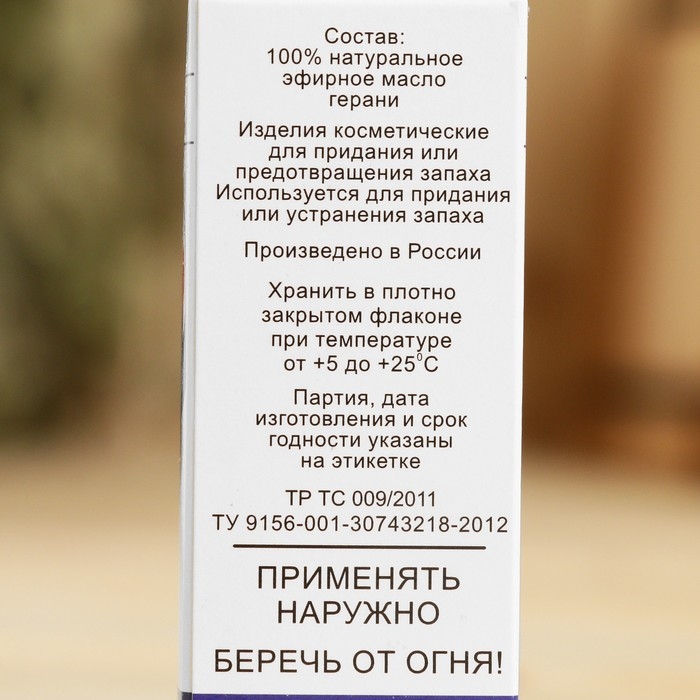 Состав:
100% натуральное
эфирное масло
герани
Изделия косметические
для придания или
предотвращения запаха
Используется для придания
или устранения запаха
Произведено в России
Хранить в плотно
закрытом флаконе
при температуре
от +5 до +25⁰С
Партия, дата
изготовления и срок
годности указаны
на этикетке
ТР ТС 009/2011
ТУ 9156-001-30743218-2012
ПРИМЕНЯТЬ
НАРУЖНО
БЕРЕЧЬ ОТ ОГНЯ!